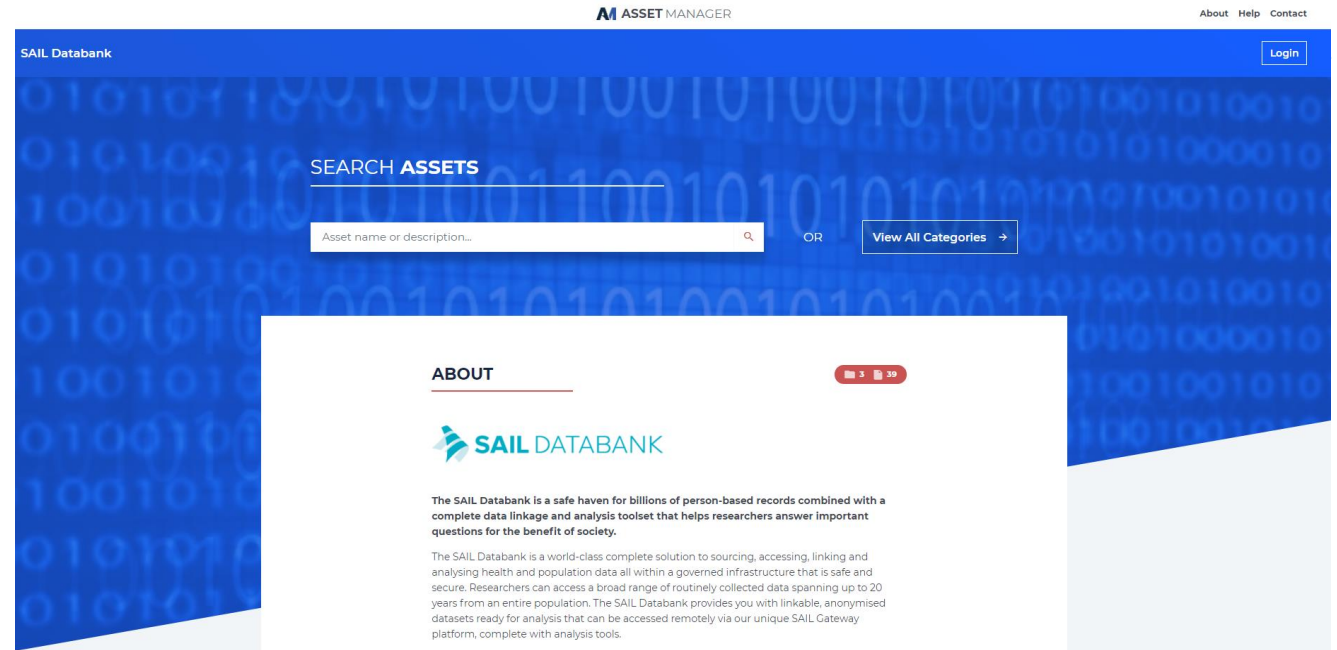 AM ASSET MANAGER
About Help Contact
SAIL Databank
Login
SEARCH ASSETS
Asset name or description...
OR
View All Categories →
ABOUT
3 39
SAIL DATABANK
The SAIL Databank is a safe haven for billions of person-based records combined with a
complete data linkage and analysis toolset that helps researchers answer important
questions for the benefit of society.
The SAIL Databank is a world-class complete solution to sourcing, accessing, linking and
analysing health and population data all within a governed infrastructure that is safe and
secure. Researchers can access a broad range of routinely collected data spanning up to 20
years from an entire population. The SAIL Databank provides you with linkable, anonymised
datasets ready for analysis that can be accessed remotely via our unique SAIL Gateway
platform, complete with analysis tools.